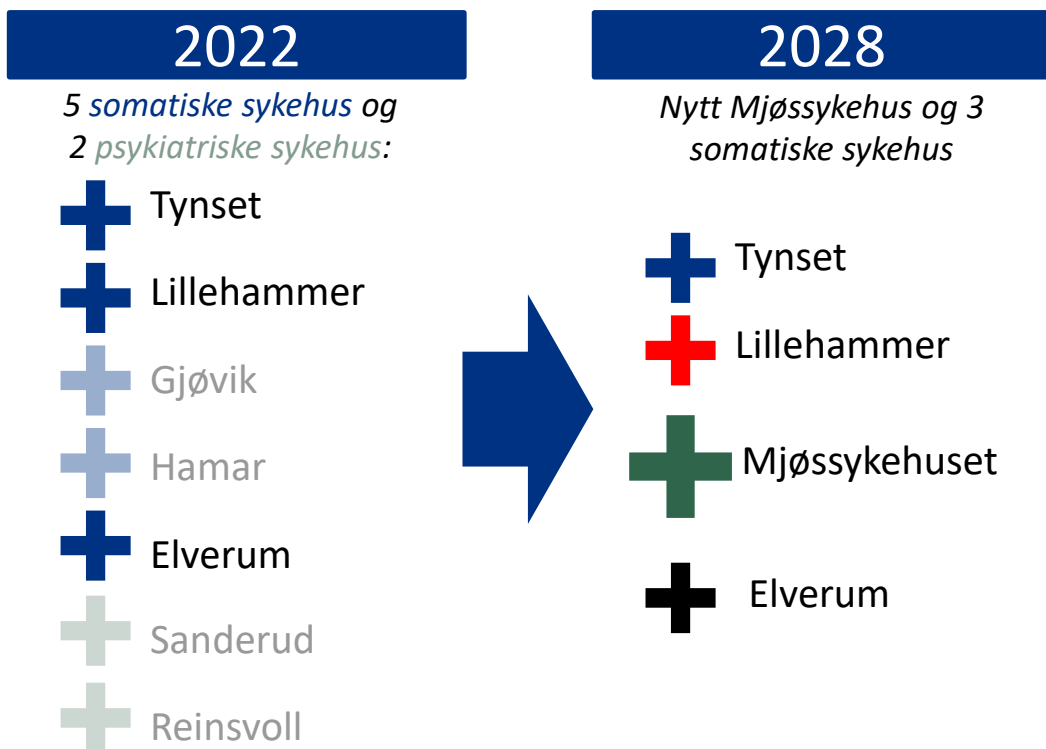 2022
5 somatiske sykehus og
2 psykiatriske sykehus:
Tynset
Lillehammer
Gjøvik
Hamar
Elverum
Sanderud
Reinsvoll
2028
Nytt Mjøssykehus og 3
somatiske sykehus
Tynset
Lillehammer
Mjøssykehuset
Elverum